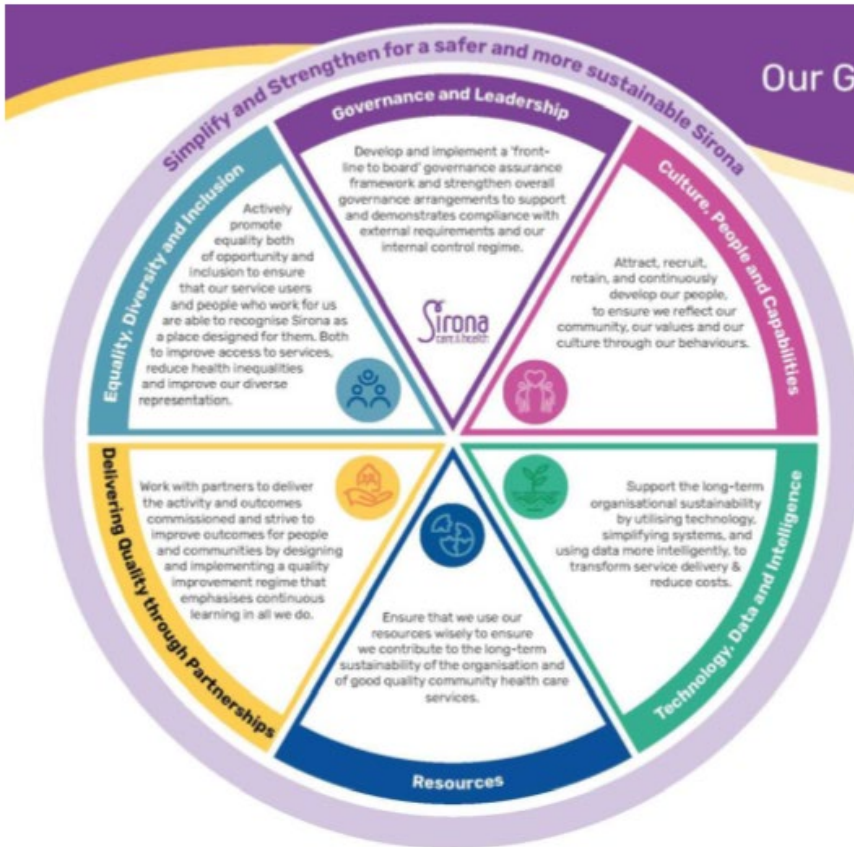 Our G
Simplify and Strengthen for a safer and more sustainable Sirona
Governance and Leadership
Develop and implement a 'front-
line to board' governance assurance
framework and strengthen overall
governance arrangements to support
and demonstrates compliance with
external requirements and our
internal control regime.
Sirona
care & health
Culture, People and Capabilities
Attract, recruit,
retain, and continuously
develop our people,
to ensure we reflect our
community, our values and our
culture through our behaviours.
Technology, Data and Intelligence
Support the long-term
organisational sustainability
by utilising technology,
simplifying systems, and
using data more intelligently, to
transform service delivery &
reduce costs.
Resources
Ensure that we use our
resources wisely to ensure
we contribute to the long-term
sustainability of the organisation and
of good quality community health care
services.
Delivering Quality through Partnerships
Work with partners to deliver
the activity and outcomes
commissioned and strive to
improve outcomes for people
and communities by designing
and implementing a quality
improvement regime that
emphasises continuous
learning in all we do.
Equality, Diversity and Inclusion
Actively
promote
equality both
of opportunity and
inclusion to ensure
that our service users
and people who work for us
are able to recognise Sirona as
a place designed for them. Both
to improve access to services,
reduce health inequalities
and improve our diverse
representation.